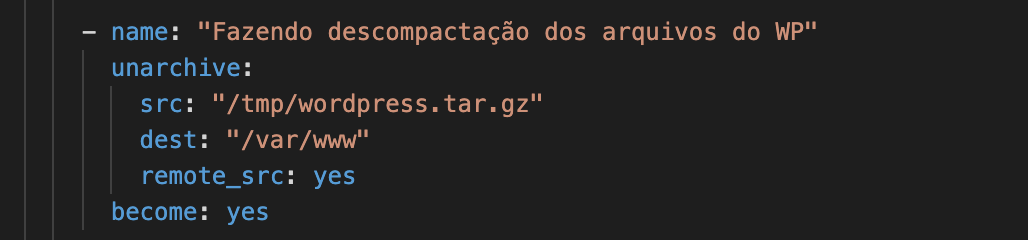 - name: "Fazendo descompactação dos arquivos do WP"
unarchive:
src: "/tmp/wordpress.tar.gz"
dest: "/var/www"
remote_src: yes
become: yes